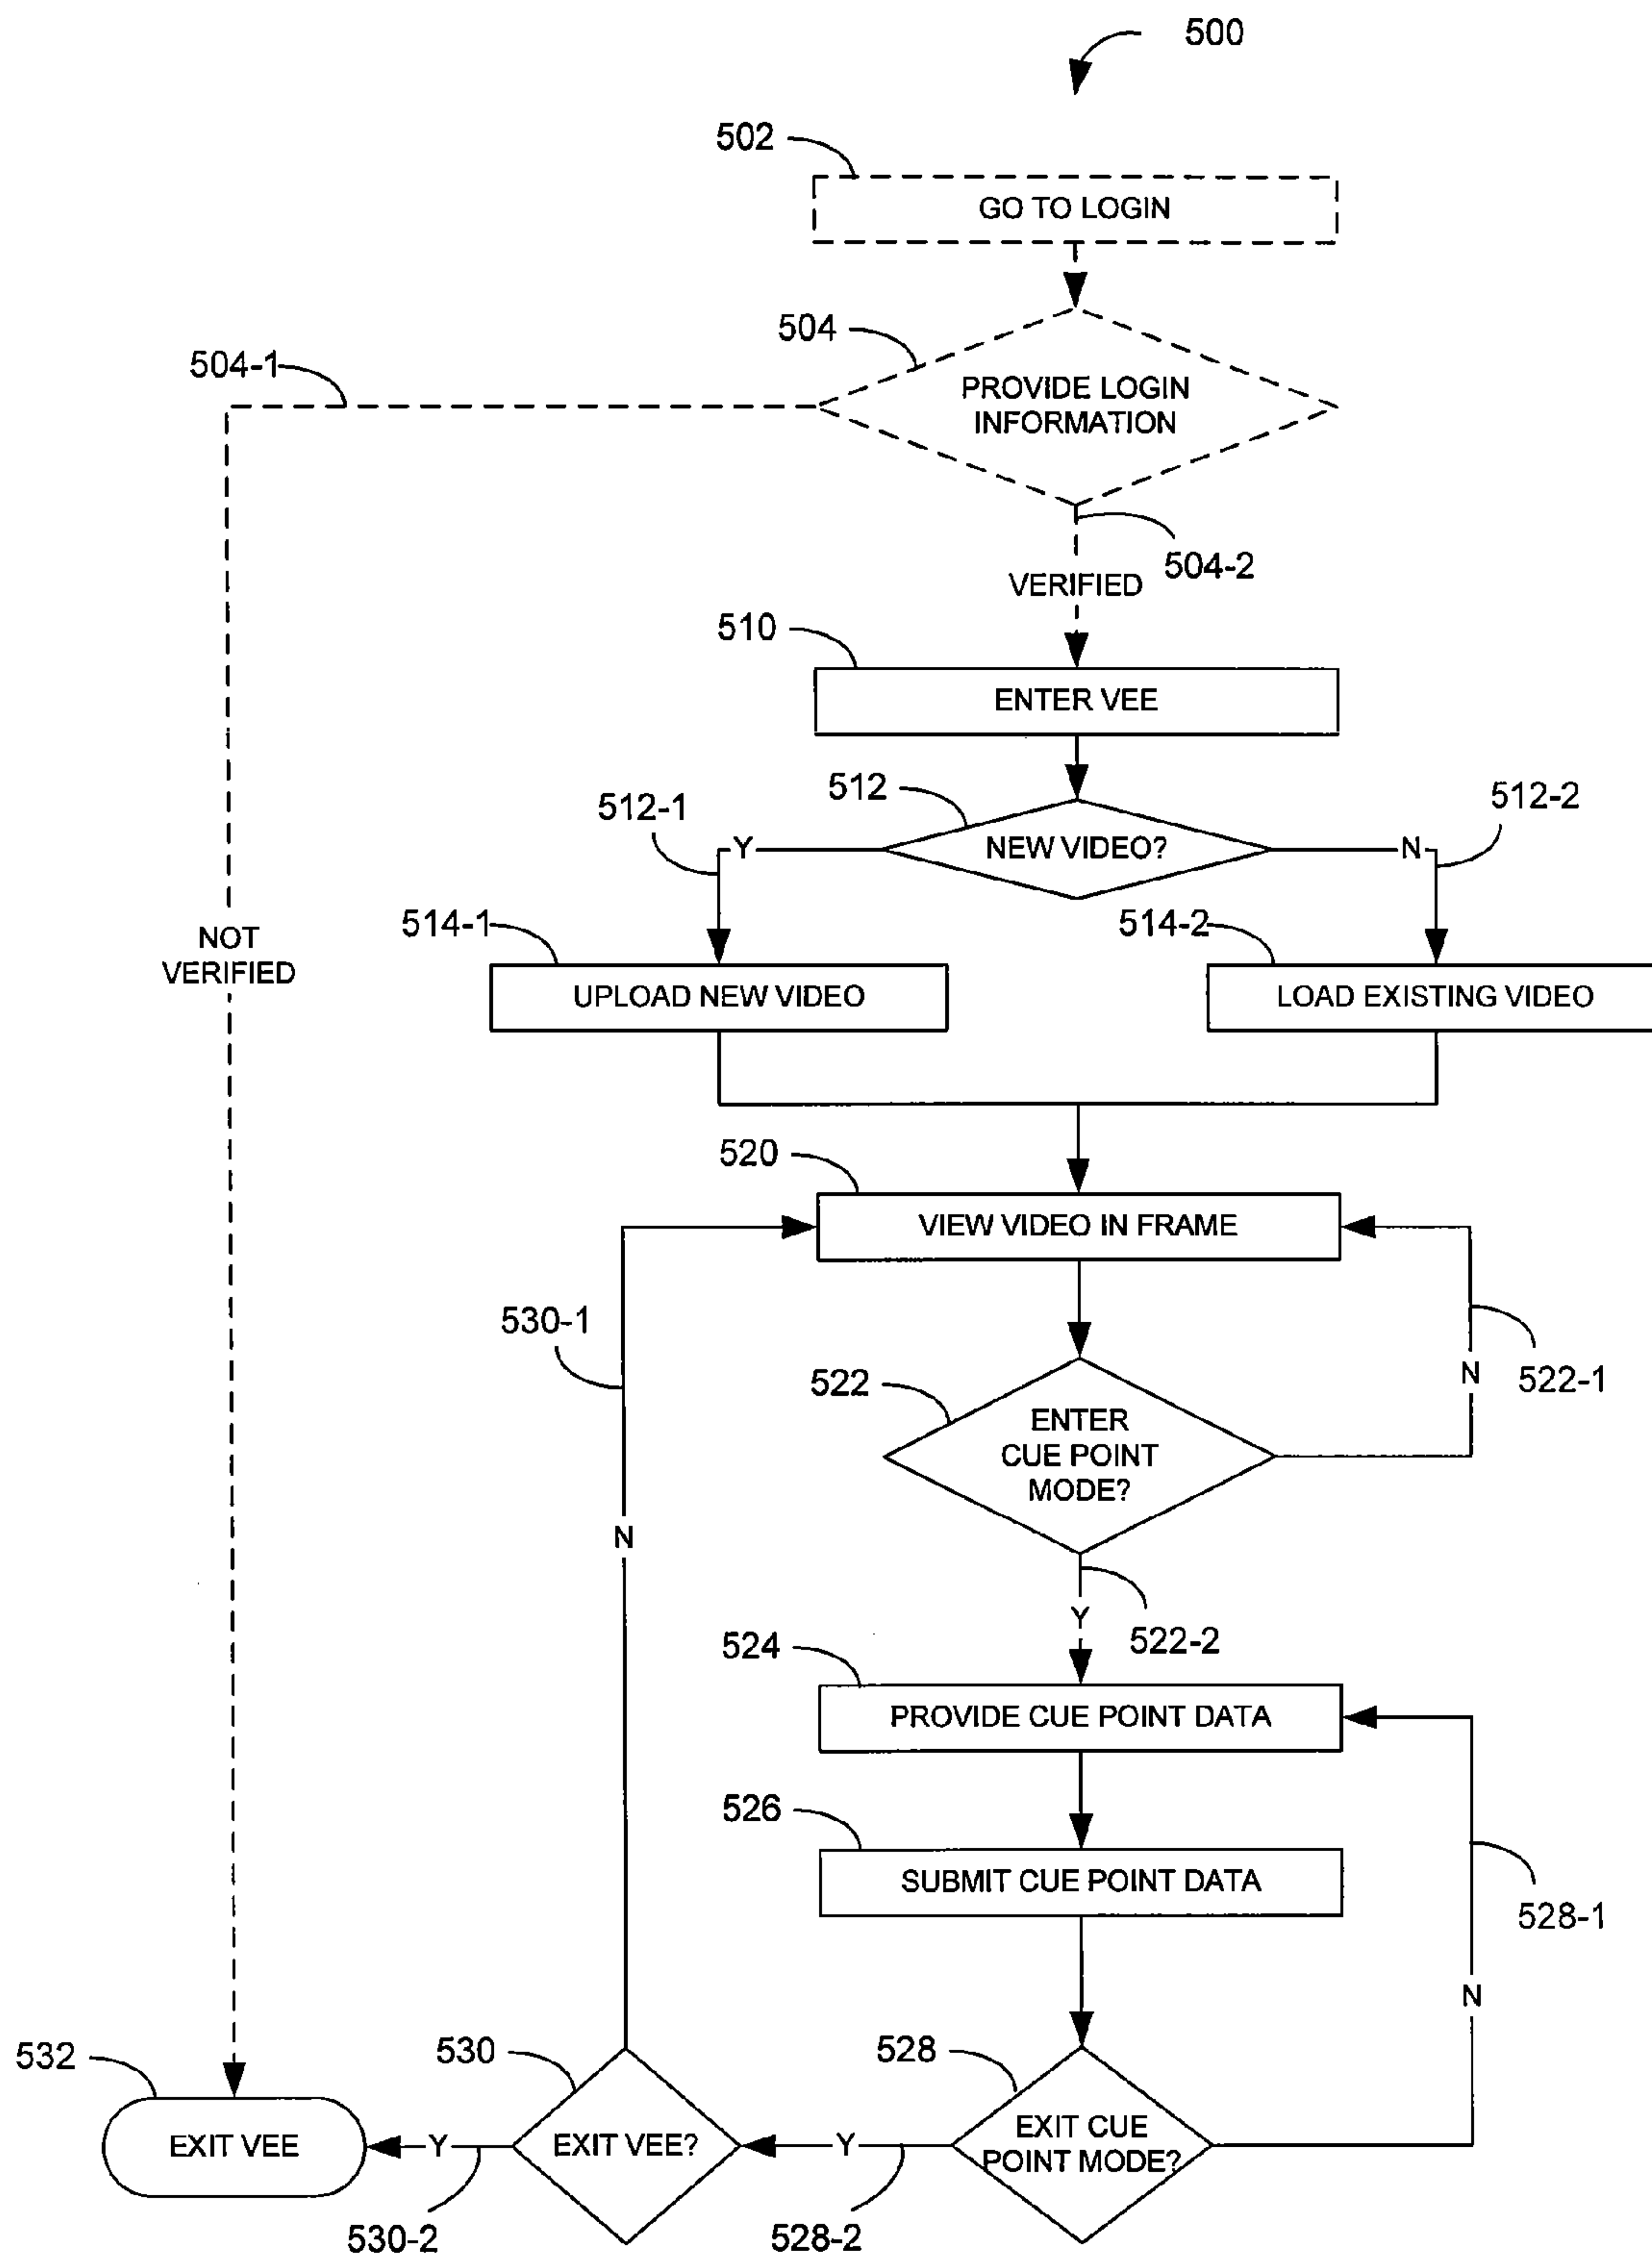 500
502
GO TO LOGIN
504
504-1
PROVIDE LOGIN
INFORMATION
504-2
VERIFIED
510
ENTER VEE
512
512-1
512-2
Y
NEW VIDEO?
N
514-1
514-2
NOT
VERIFIED
UPLOAD NEW VIDEO
LOAD EXISTING VIDEO
520
VIEW VIDEO IN FRAME
530-1
522
N
522-1
ENTER
CUE POINT
MODE?
N
Y
522-2
524
PROVIDE CUE POINT DATA
526
SUBMIT CUE POINT DATA
528-1
N
532
530
528
EXIT VEE
Y
EXIT VEE?
Y
EXIT CUE
POINT MODE?
530-2
528-2